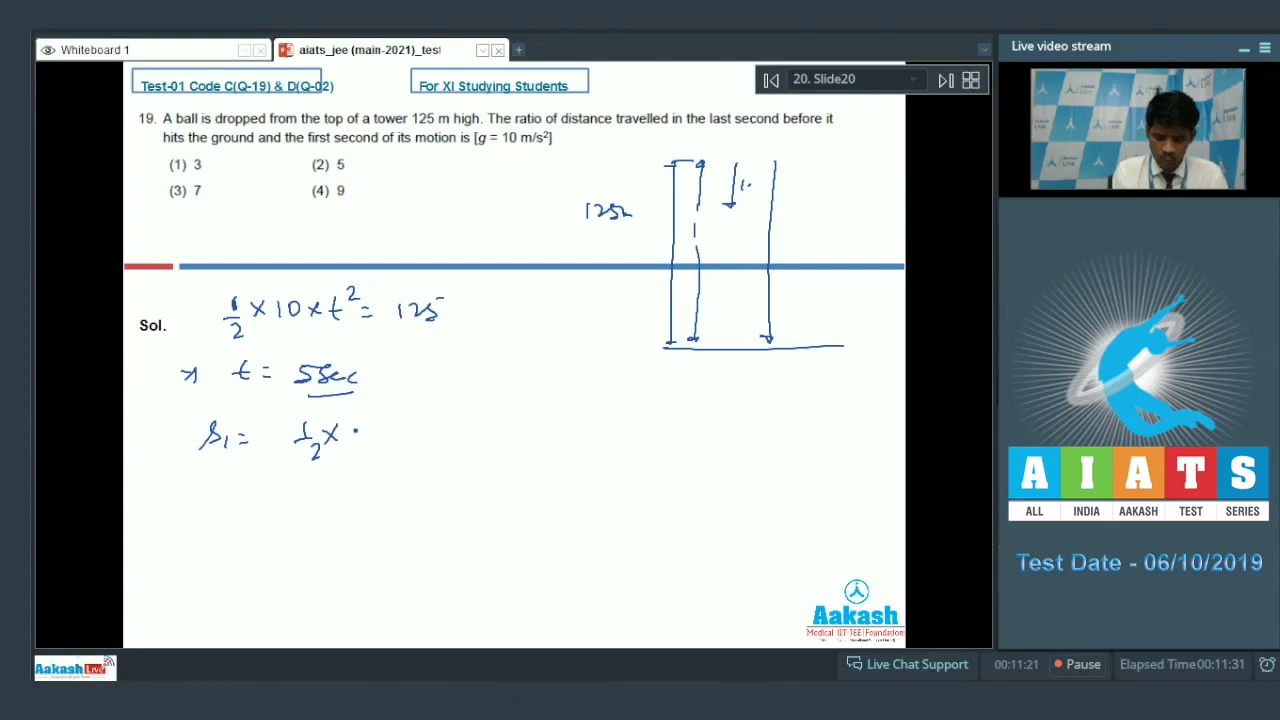 Whiteboard 1
aiats_jee (main-2021)_test
Live video stream
Test-01 Code C(Q-19) & D(Q-02)
For XI Studying Students
20. Slide20
19. A ball is dropped from the top of a tower 125 m high. The ratio of distance travelled in the last second before it
hits the ground and the first second of its motion is [g = 10 m/s²]
(1) 3
(2) 5
(3) 7
(4) 9
125m
Sol.
1/2 × 10 × t² = 125
t = 5 sec
S₁ = 1/2 ×
AIATS
ALL INDIA AAKASH TEST SERIES
Test Date - 06/10/2019
Aakash
Medical IIT-JEE Foundations
Aakash Live
Live Chat Support
00:11:21
Pause
Elapsed Time 00:11:31